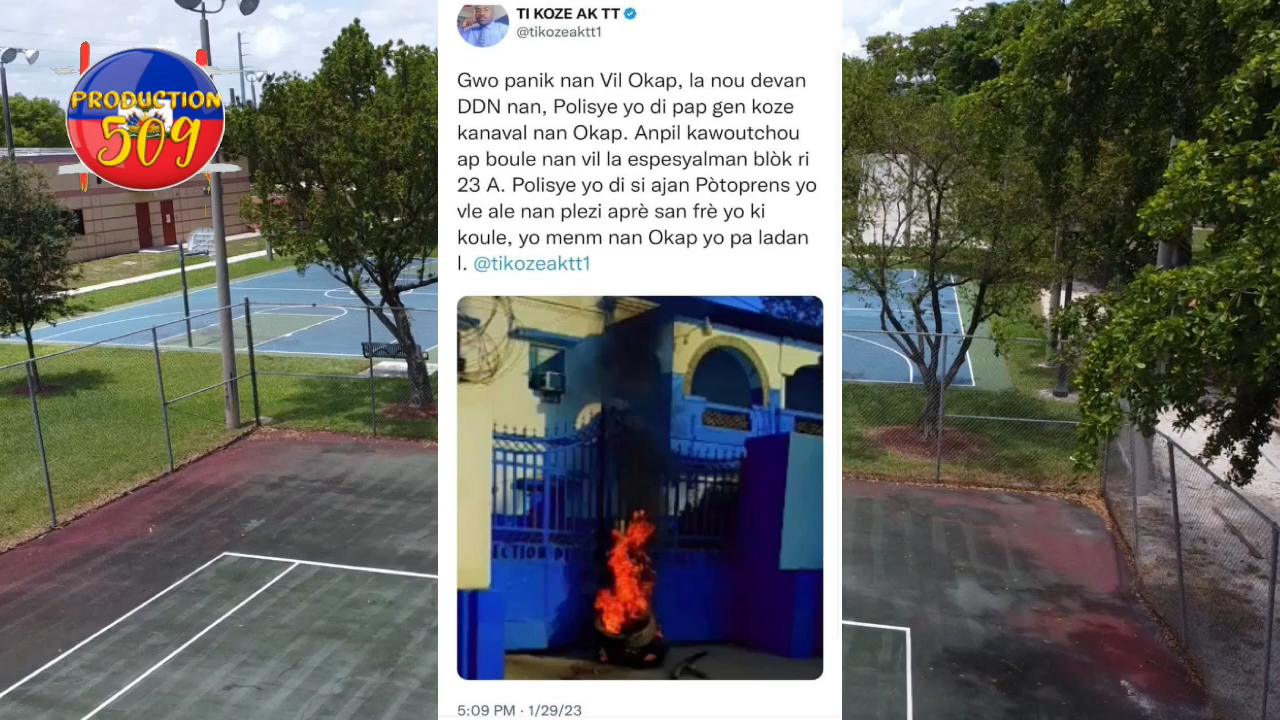 PRODUCTION
509
TI KOZE AK TT
@tikozeaktt1
Gwo panik nan Vil Okap, la nou devan
DDN nan, Polisye yo di pap gen koze
kanaval nan Okap. Anpil kawoutchou
ap boule nan vil la espesyalman blòk ri
23 A. Polisye yo di si ajan Pòtoprens yo
vle ale nan plezi aprè san frè yo ki
koule, yo menm nan Okap yo pa ladan
l. @tikozeaktt1
5:09 PM · 1/29/23